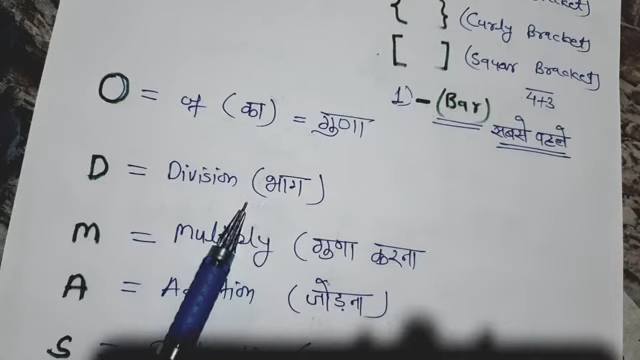 { } (Curly Bracket)
[ ] (Squar Bracket)
1) - (Bar) 4+3
सबसे पहले
O = of (का) = गुणा
D = Division (भाग)
M = Multiply (गुणा करना
A = Addition (जोड़ना)
S =